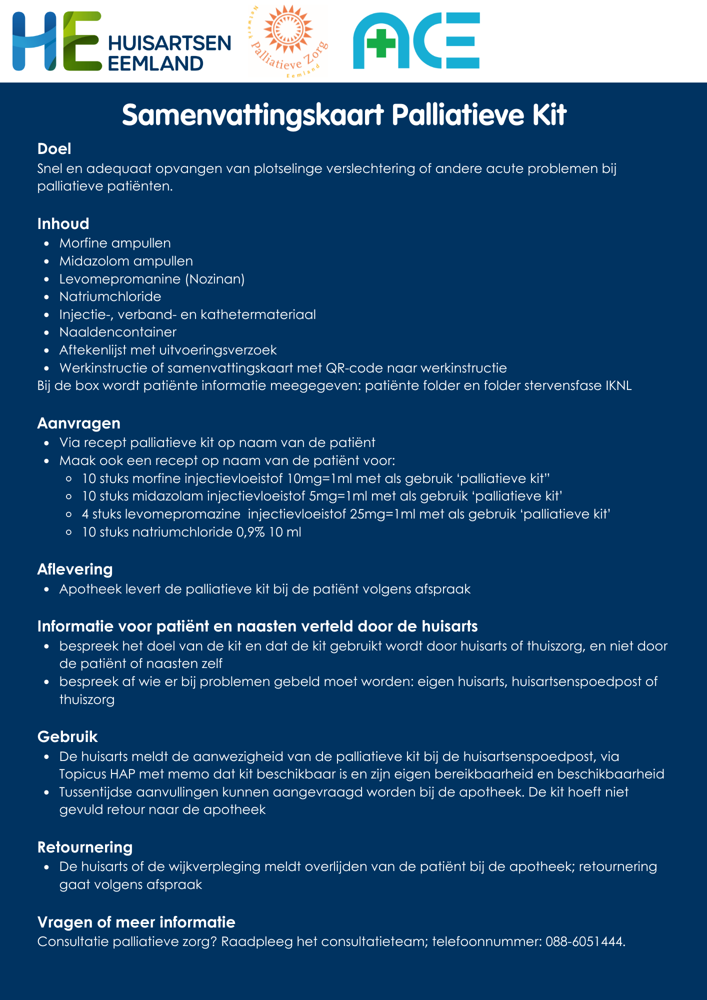 HE HUISARTSEN
EEMLAND
Netwerk
Palliatieve Zorg
Eemland
ACE
Samenvattingskaart Palliatieve Kit
Doel
Snel en adequaat opvangen van plotselinge verslechtering of andere acute problemen bij
palliatieve patiënten.
Inhoud
• Morfine ampullen
• Midazolom ampullen
• Levomepromanine (Nozinan)
• Natriumchloride
• Injectie-, verband- en kathetermateriaal
• Naaldencontainer
• Aftekenlijst met uitvoeringsverzoek
• Werkinstructie of samenvattingskaart met QR-code naar werkinstructie
Bij de box wordt patiënte informatie meegegeven: patiënte folder en folder stervensfase IKNL
Aanvragen
• Via recept palliatieve kit op naam van de patiënt
• Maak ook een recept op naam van de patiënt voor:
◦ 10 stuks morfine injectievloeistof 10mg=1ml met als gebruik ‘palliatieve kit”
◦ 10 stuks midazolam injectievloeistof 5mg=1ml met als gebruik ‘palliatieve kit’
◦ 4 stuks levomepromazine  injectievloeistof 25mg=1ml met als gebruik ‘palliatieve kit’
◦ 10 stuks natriumchloride 0,9% 10 ml
Aflevering
• Apotheek levert de palliatieve kit bij de patiënt volgens afspraak
Informatie voor patiënt en naasten verteld door de huisarts
• bespreek het doel van de kit en dat de kit gebruikt wordt door huisarts of thuiszorg, en niet door
de patiënt of naasten zelf
• bespreek af wie er bij problemen gebeld moet worden: eigen huisarts, huisartsenspoedpost of
thuiszorg
Gebruik
• De huisarts meldt de aanwezigheid van de palliatieve kit bij de huisartsenspoedpost, via
Topicus HAP met memo dat kit beschikbaar is en zijn eigen bereikbaarheid en beschikbaarheid
• Tussentijdse aanvullingen kunnen aangevraagd worden bij de apotheek. De kit hoeft niet
gevuld retour naar de apotheek
Retournering
• De huisarts of de wijkverpleging meldt overlijden van de patiënt bij de apotheek; retournering
gaat volgens afspraak
Vragen of meer informatie
Consultatie palliatieve zorg? Raadpleeg het consultatieteam; telefoonnummer: 088-6051444.